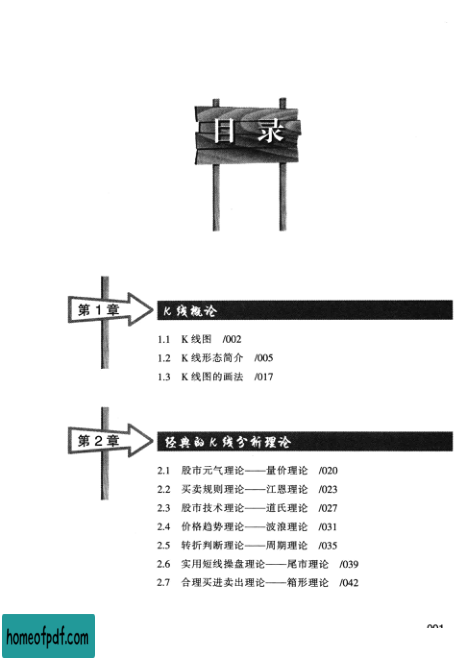 目录
第1章
K线概论
1.1 K线图 /002
1.2 K线形态简介 /005
1.3 K线图的画法 /017
第2章
经典的K线分析理论
2.1 股市元气理论——量价理论 /020
2.2 买卖规则理论——江恩理论 /023
2.3 股市技术理论——道氏理论 /027
2.4 价格趋势理论——波浪理论 /031
2.5 转折判断理论——周期理论 /035
2.6 实用短线操盘理论——尾市理论 /039
2.7 合理买进卖出理论——箱形理论 /042
homeofpdf.com